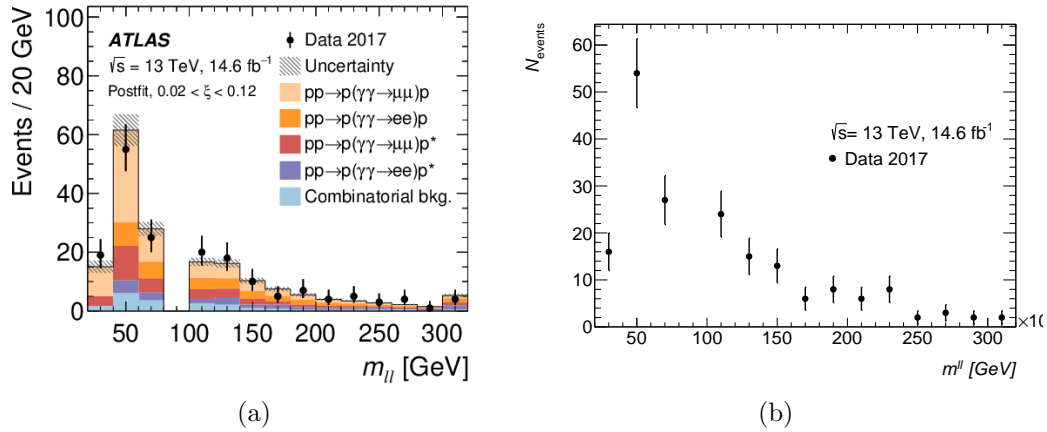 100
80
60
40
20
0
Events / 20 GeV
ATLAS
√s = 13 TeV, 14.6 fb⁻¹
Postfit, 0.02 < ξ < 0.12
Data 2017
Uncertainty
pp→p(γγ→μμ)p
pp→p(γγ→ee)p
pp→p(γγ→μμ)p*
pp→p(γγ→ee)p*
Combinatorial bkg.
50 100 150 200 250 300
m_ll [GeV]
(a)
N_events
60
50
40
30
20
10
0
√s= 13 TeV, 14.6 fb¹
Data 2017
50 100 150 200 250 300
×10
m^ll [GeV]
(b)